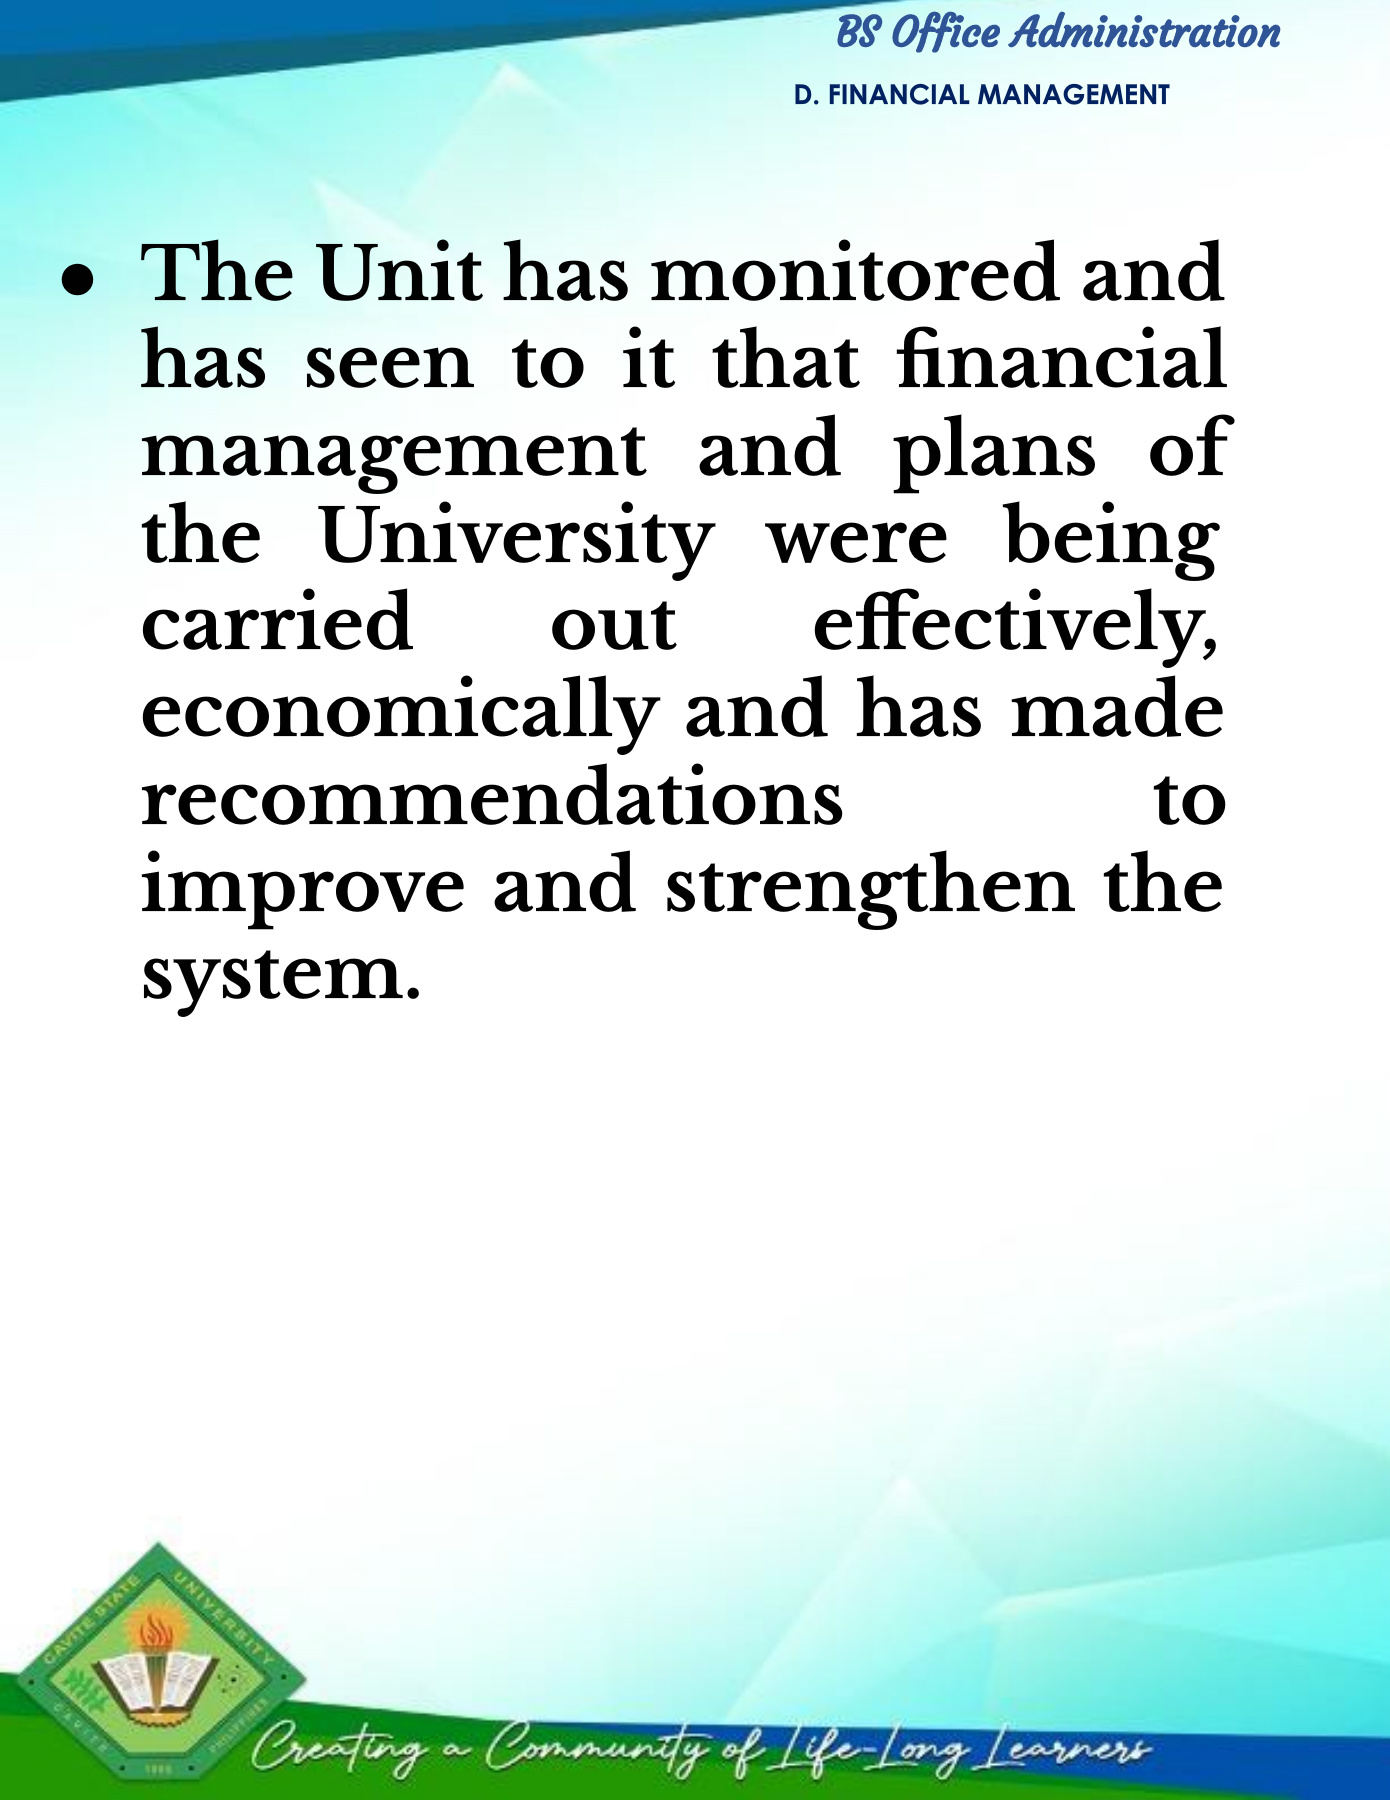 BS Office Administration
D. FINANCIAL MANAGEMENT
● The Unit has monitored and
has seen to it that financial
management and plans of
the University were being
carried out effectively,
economically and has made
recommendations to
improve and strengthen the
system.
CAVITE STATE UNIVERSITY
CAVITE PHILIPPINES
1906
Creating a Community of Life-Long Learners